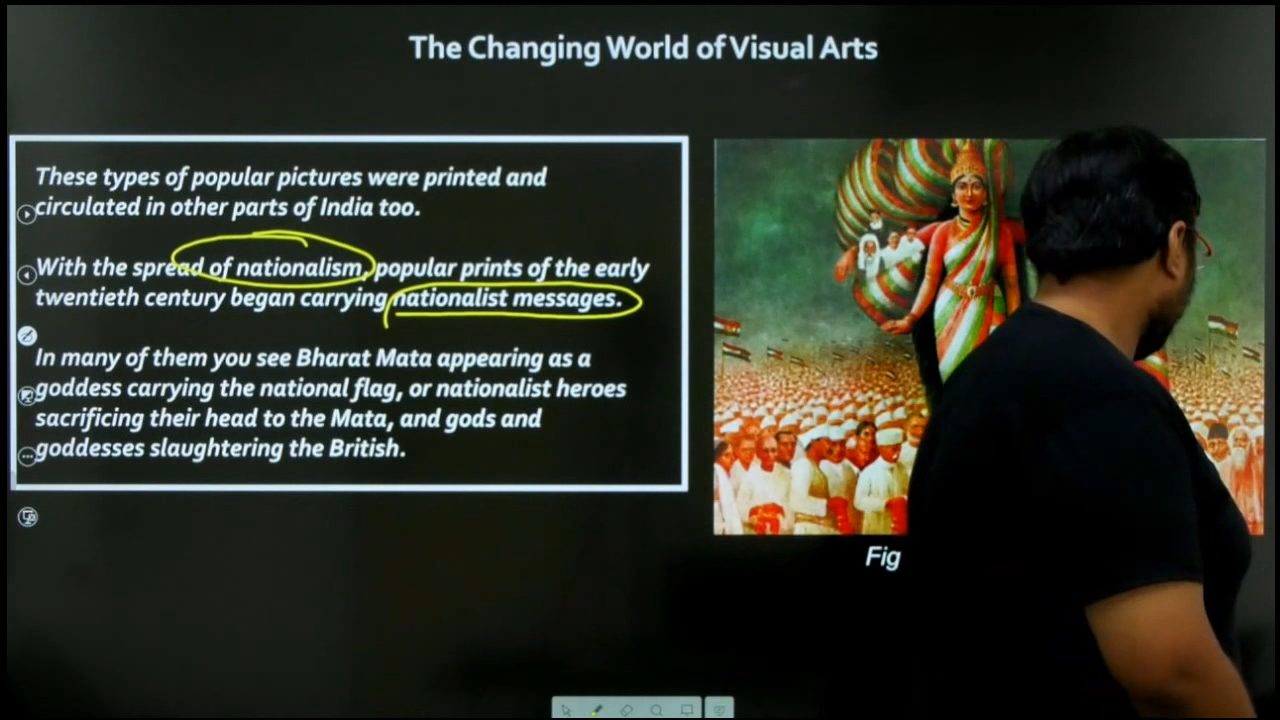 The Changing World of Visual Arts
These types of popular pictures were printed and
circulated in other parts of India too.
With the spread of nationalism, popular prints of the early
twentieth century began carrying nationalist messages.
In many of them you see Bharat Mata appearing as a
goddess carrying the national flag, or nationalist heroes
sacrificing their head to the Mata, and gods and
goddesses slaughtering the British.
Fig